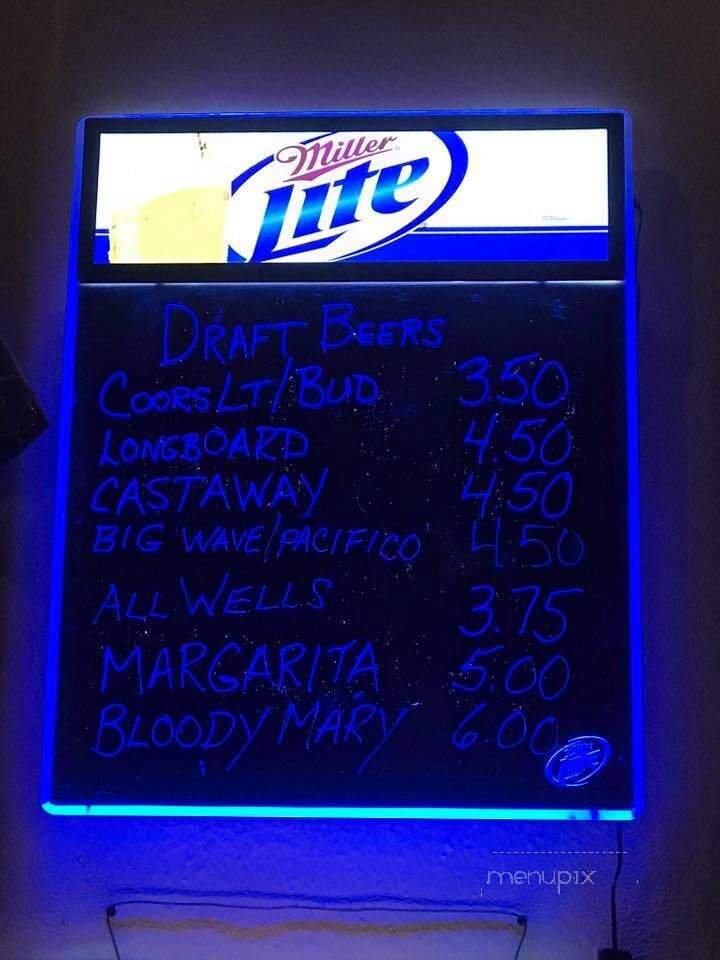 Miller
Lite
DRAFT BEERS
COORS LT/BUD 3.50
LONGBOARD 4.50
CASTAWAY 4.50
BIG WAVE/PACIFICO 4.50
ALL WELLS 3.75
MARGARITA 5.00
BLOODY MARY 6.00
Lite
menupix